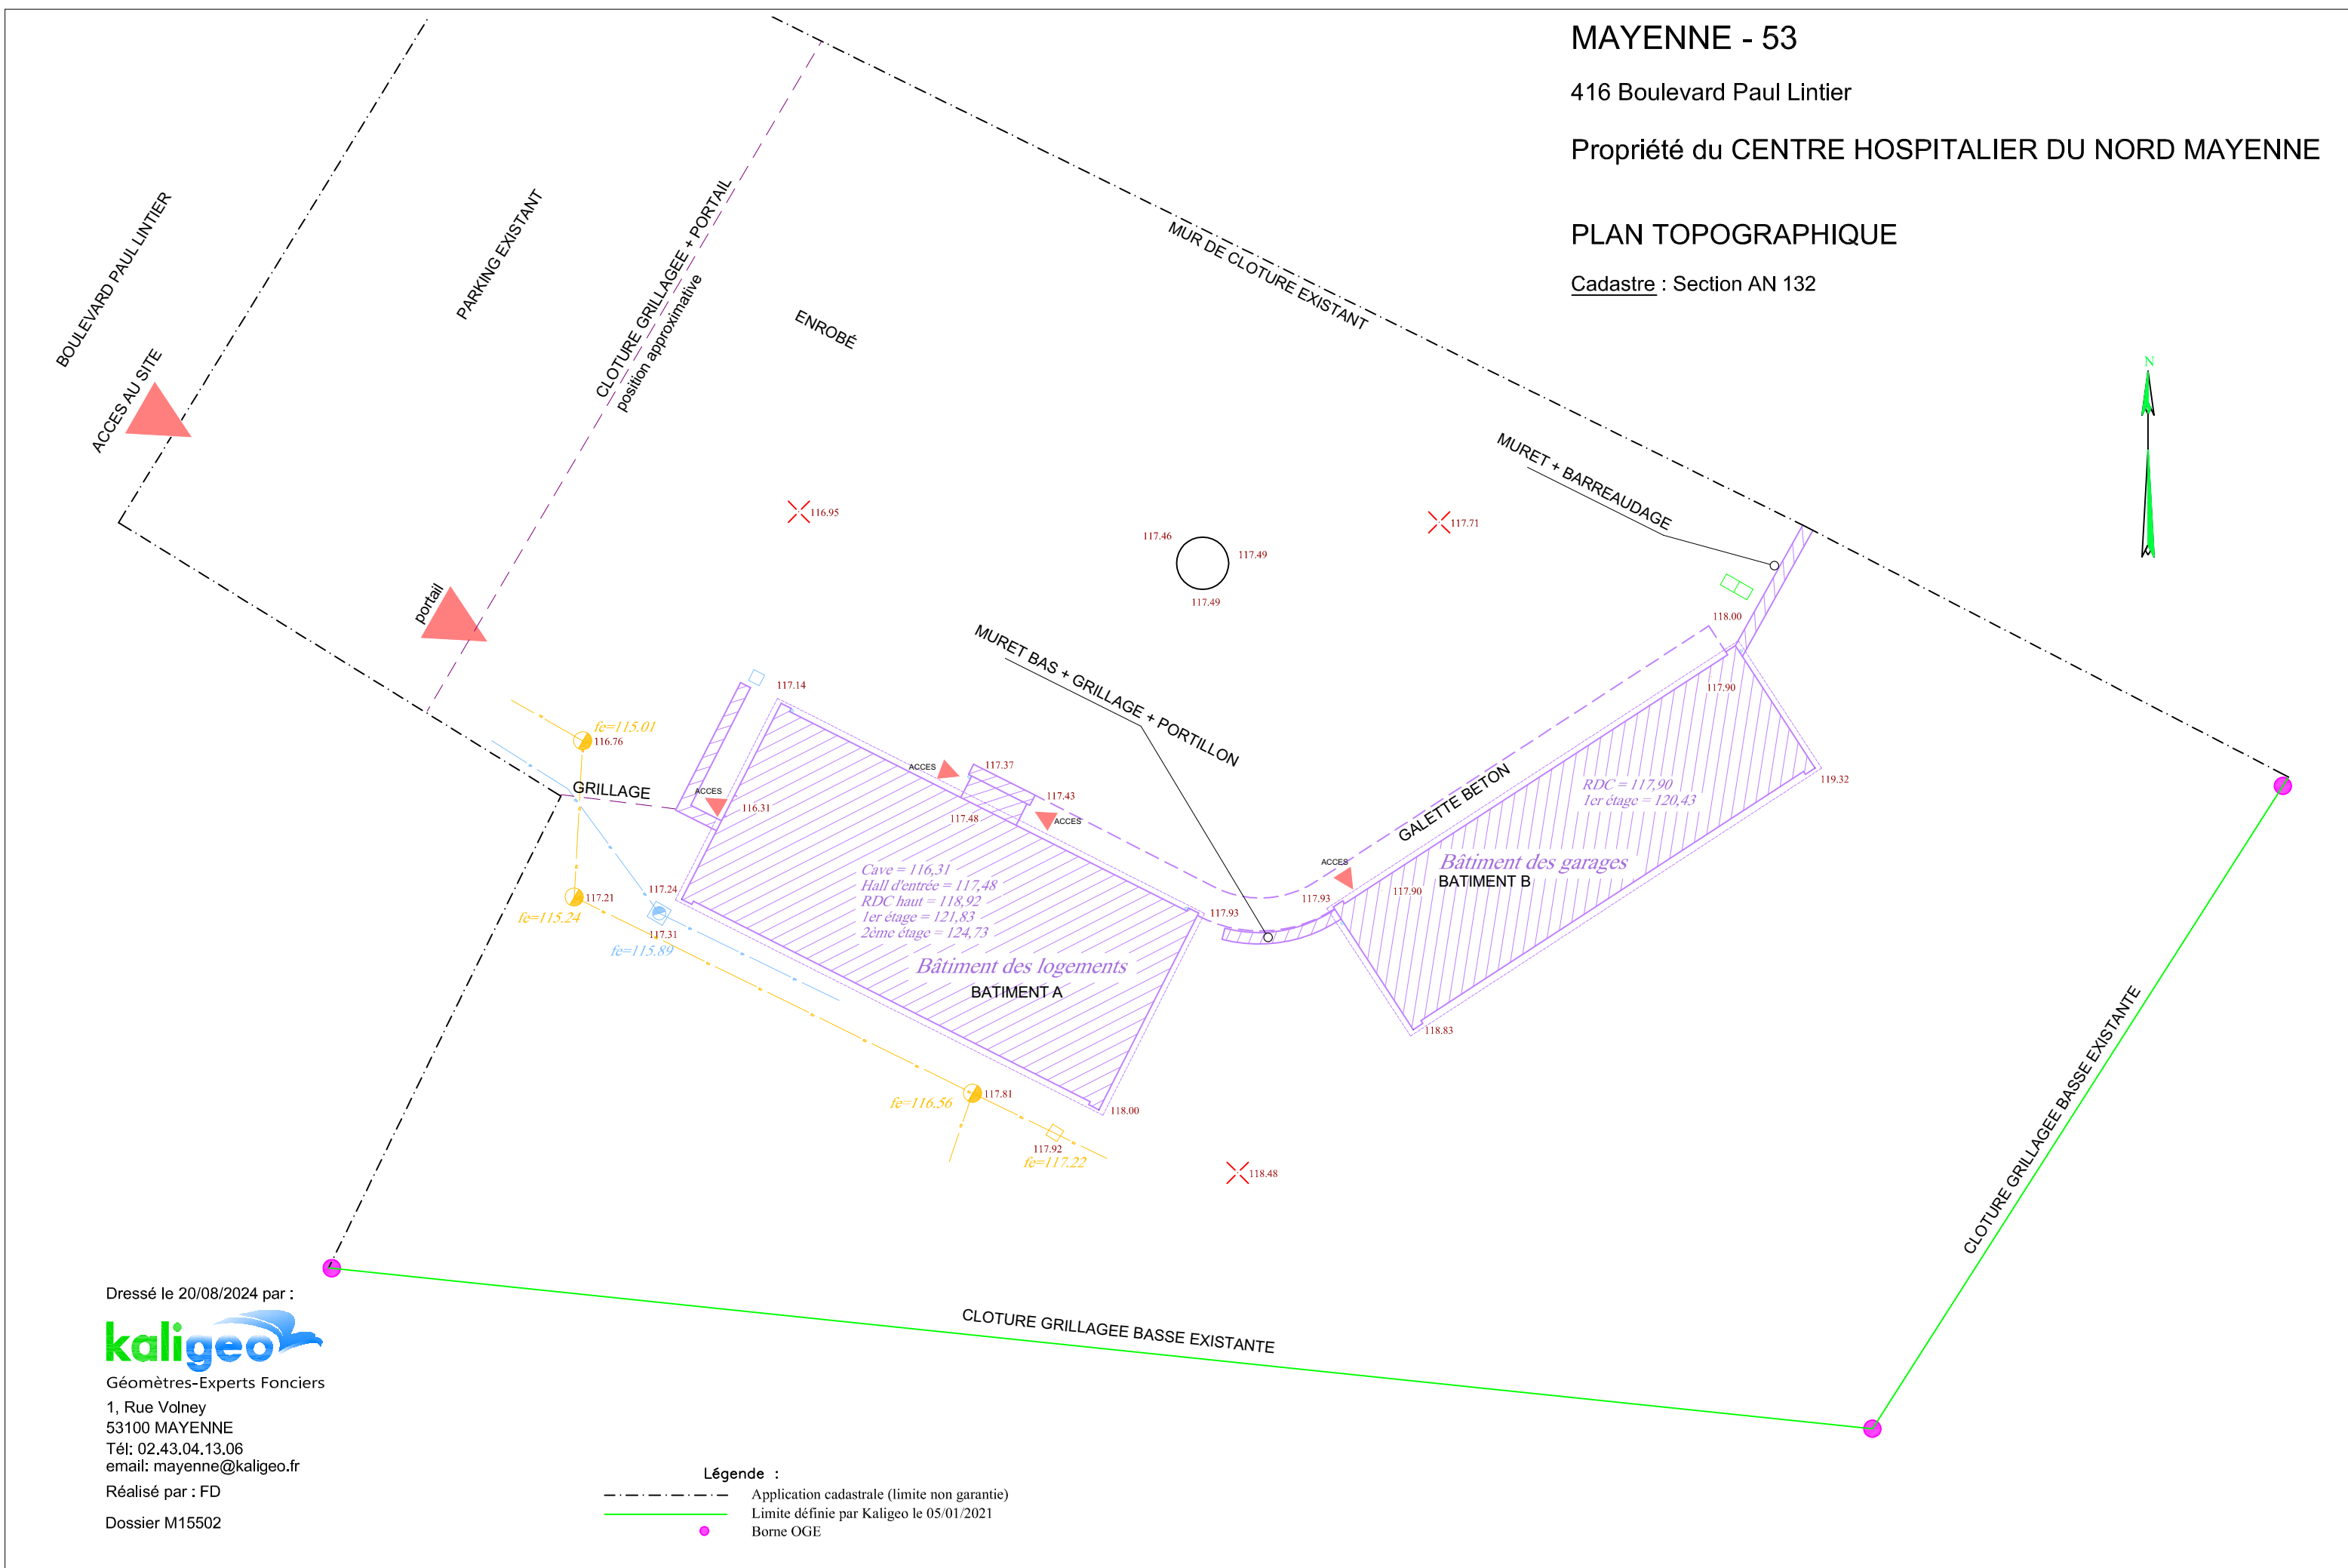 MAYENNE - 53
416 Boulevard Paul Lintier
Propriété du CENTRE HOSPITALIER DU NORD MAYENNE
PLAN TOPOGRAPHIQUE
Cadastre : Section AN 132
N
BOULEVARD PAUL LINTIER
ACCES AU SITE
PARKING EXISTANT
CLOTURE GRILLAGEE + PORTAIL
position approximative
ENROBÉ
MUR DE CLOTURE EXISTANT
MURET + BARREAUDAGE
116.95
117.46
117.49
117.49
117.71
portail
MURET BAS + GRILLAGE + PORTILLON
118.00
117.90
117.14
fe=115.01
116.76
GRILLAGE
ACCES
116.31
ACCES
117.37
117.43
117.48
ACCES
GALETTE BETON
RDC = 117,90
1er étage = 120,43
119.32
Bâtiment des garages
BATIMENT B
ACCES
117.93
117.90
117.93
118.83
Cave = 116,31
Hall d'entrée = 117,48
RDC haut = 118,92
1er étage = 121,83
2ème étage = 124,73
Bâtiment des logements
BATIMENT A
117.24
117.21
fe=115.24
117.31
fe=115.89
117.81
fe=116.56
118.00
117.92
fe=117.22
118.48
CLOTURE GRILLAGEE BASSE EXISTANTE
CLOTURE GRILLAGEE BASSE EXISTANTE
Dressé le 20/08/2024 par :
kaligeo
Géomètres-Experts Fonciers
1, Rue Volney
53100 MAYENNE
Tél: 02.43.04.13.06
email: mayenne@kaligeo.fr
Réalisé par : FD
Dossier M15502
Légende :
Application cadastrale (limite non garantie)
Limite définie par Kaligeo le 05/01/2021
Borne OGE